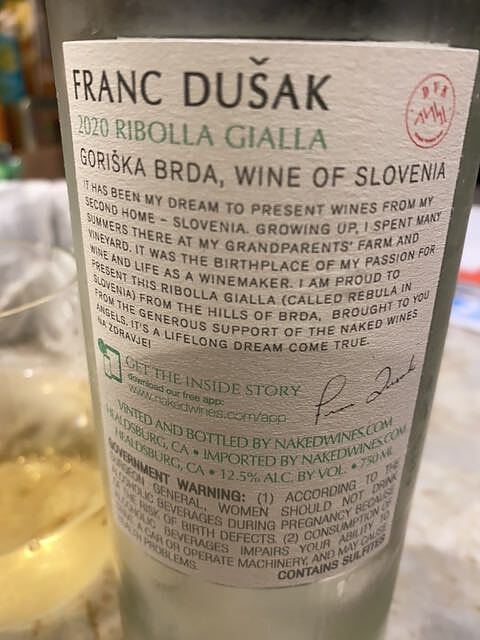 FRANC DUŠAK
2020 RIBOLLA GIALLA
GORIŠKA BRDA, WINE OF SLOVENIA
IT HAS BEEN MY DREAM TO PRESENT WINES FROM MY
SECOND HOME – SLOVENIA. GROWING UP, I SPENT MANY
SUMMERS THERE AT MY GRANDPARENTS' FARM AND
VINEYARD. IT WAS THE BIRTHPLACE OF MY PASSION FOR
WINE AND LIFE AS A WINEMAKER. I AM PROUD TO
PRESENT THIS RIBOLLA GIALLA (CALLED REBULA IN
SLOVENIA) FROM THE HILLS OF BRDA, BROUGHT TO YOU
FROM THE GENEROUS SUPPORT OF THE NAKED WINES
ANGELS. IT'S A LIFELONG DREAM COME TRUE.
NA ZDRAVJE!
GET THE INSIDE STORY
download our free app:
www.nakedwines.com/app
VINTED AND BOTTLED BY NAKEDWINES.COM
HEALDSBURG, CA • IMPORTED BY NAKEDWINES.COM
HEALDSBURG, CA • 12.5% ALC. BY VOL. • 750 ML
GOVERNMENT WARNING: (1) ACCORDING TO THE
SURGEON GENERAL, WOMEN SHOULD NOT DRINK
ALCOHOLIC BEVERAGES DURING PREGNANCY BECAUSE
OF THE RISK OF BIRTH DEFECTS. (2) CONSUMPTION OF
ALCOHOLIC BEVERAGES IMPAIRS YOUR ABILITY TO
DRIVE A CAR OR OPERATE MACHINERY, AND MAY CAUSE
HEALTH PROBLEMS.
CONTAINS SULFITES